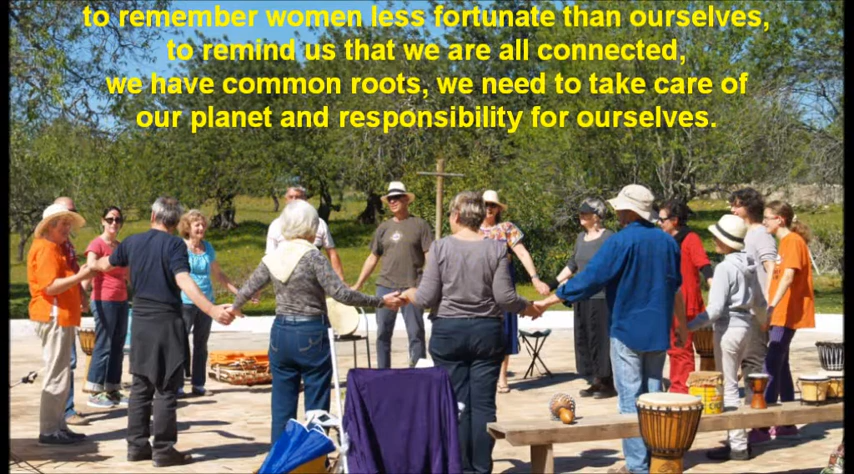 to remember women less fortunate than ourselves,
to remind us that we are all connected,
we have common roots, we need to take care of
our planet and responsibility for ourselves.